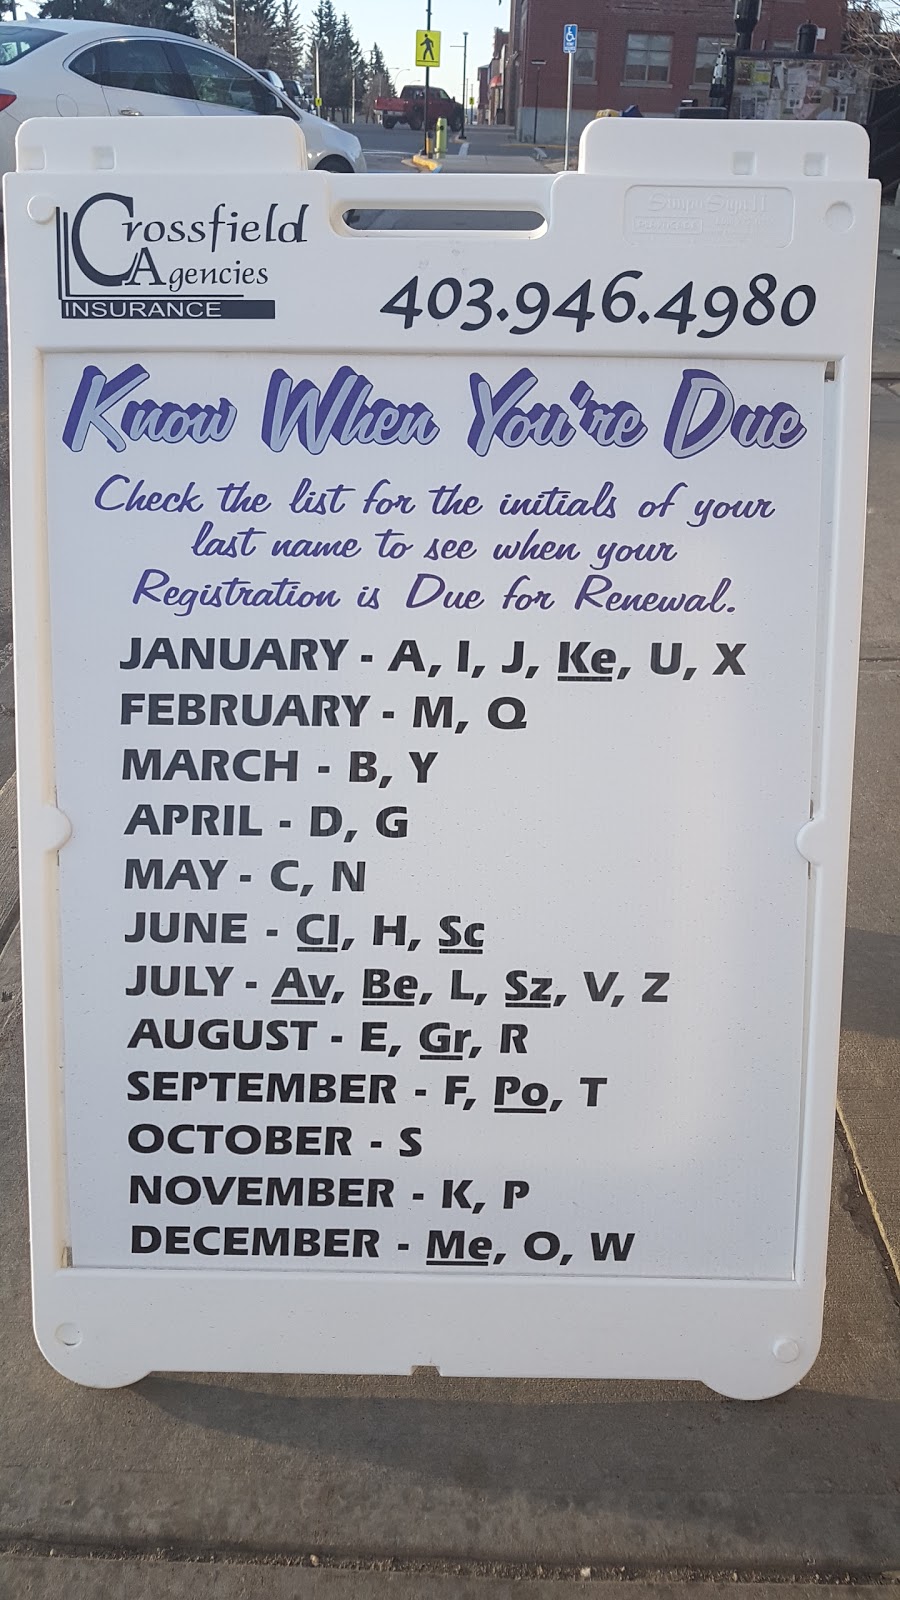 Crossfield
Agencies
INSURANCE
403.946.4980
Know When You're Due
Check the list for the initials of your
last name to see when your
Registration is Due for Renewal.
JANUARY - A, I, J, Ke, U, X
FEBRUARY - M, Q
MARCH - B, Y
APRIL - D, G
MAY - C, N
JUNE - Cl, H, Sc
JULY - Av, Be, L, Sz, V, Z
AUGUST - E, Gr, R
SEPTEMBER - F, Po, T
OCTOBER - S
NOVEMBER - K, P
DECEMBER - Me, O, W